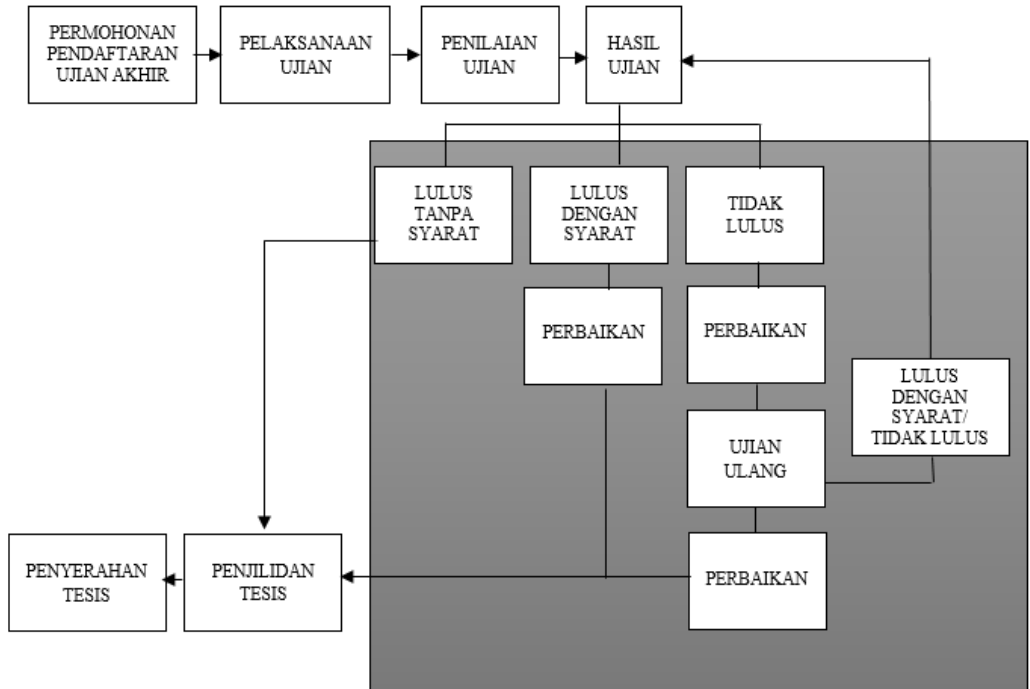 PERMOHONAN
PENDAFTARAN
UJIAN AKHIR
PELAKSANAAN
UJIAN
PENILAIAN
UJIAN
HASIL
UJIAN
LULUS
TANPA
SYARAT
LULUS
DENGAN
SYARAT
TIDAK
LULUS
PERBAIKAN
PERBAIKAN
LULUS
DENGAN
SYARAT/
TIDAK LULUS
UJIAN
ULANG
PENYERAHAN
TESIS
PENJILIDAN
TESIS
PERBAIKAN